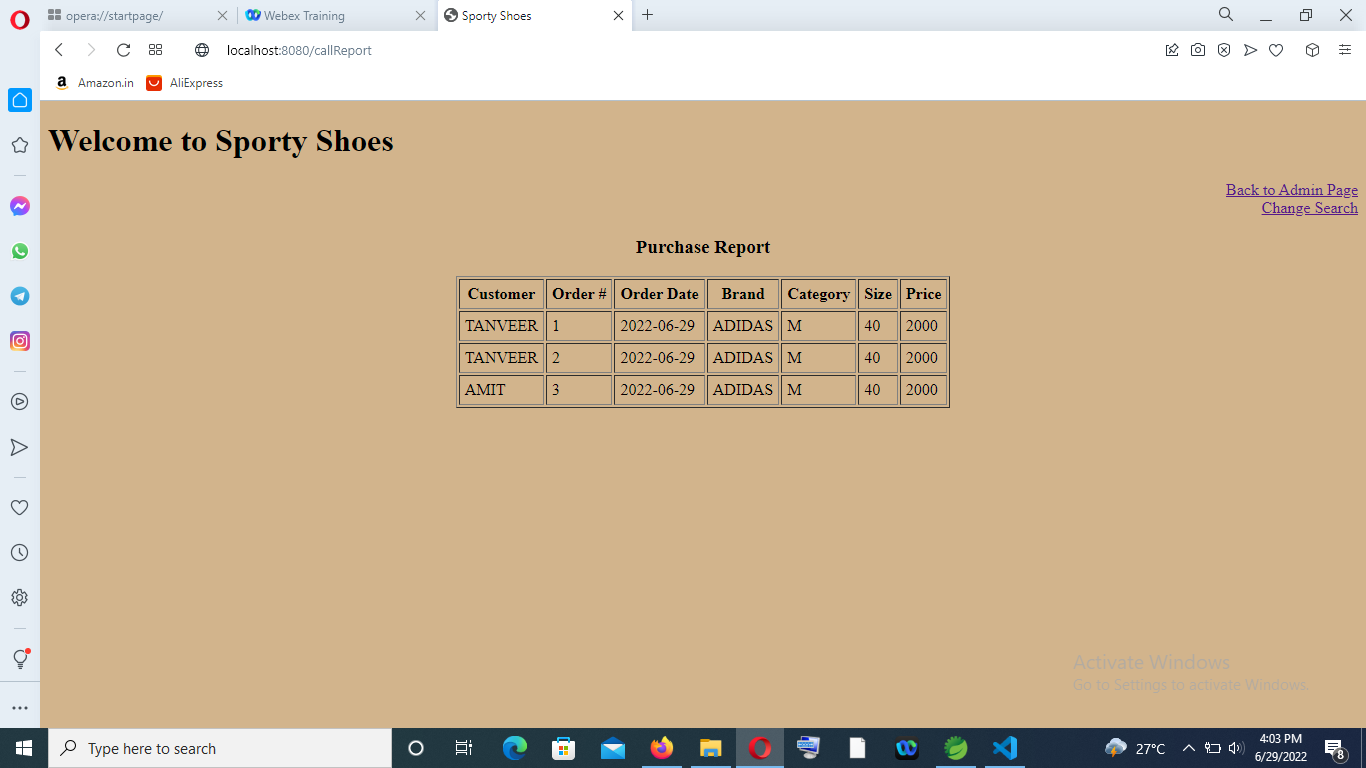 opera://startpage/
Webex Training
Sporty Shoes
localhost:8080/callReport
a Amazon.in
AliExpress
Welcome to Sporty Shoes
Back to Admin Page
Change Search
Purchase Report
Customer Order # Order Date Brand Category Size Price
TANVEER 1 2022-06-29 ADIDAS M 40 2000
TANVEER 2 2022-06-29 ADIDAS M 40 2000
AMIT 3 2022-06-29 ADIDAS M 40 2000
Activate Windows
Go to Settings to activate Windows.
Type here to search
27°C
4:03 PM
6/29/2022
8